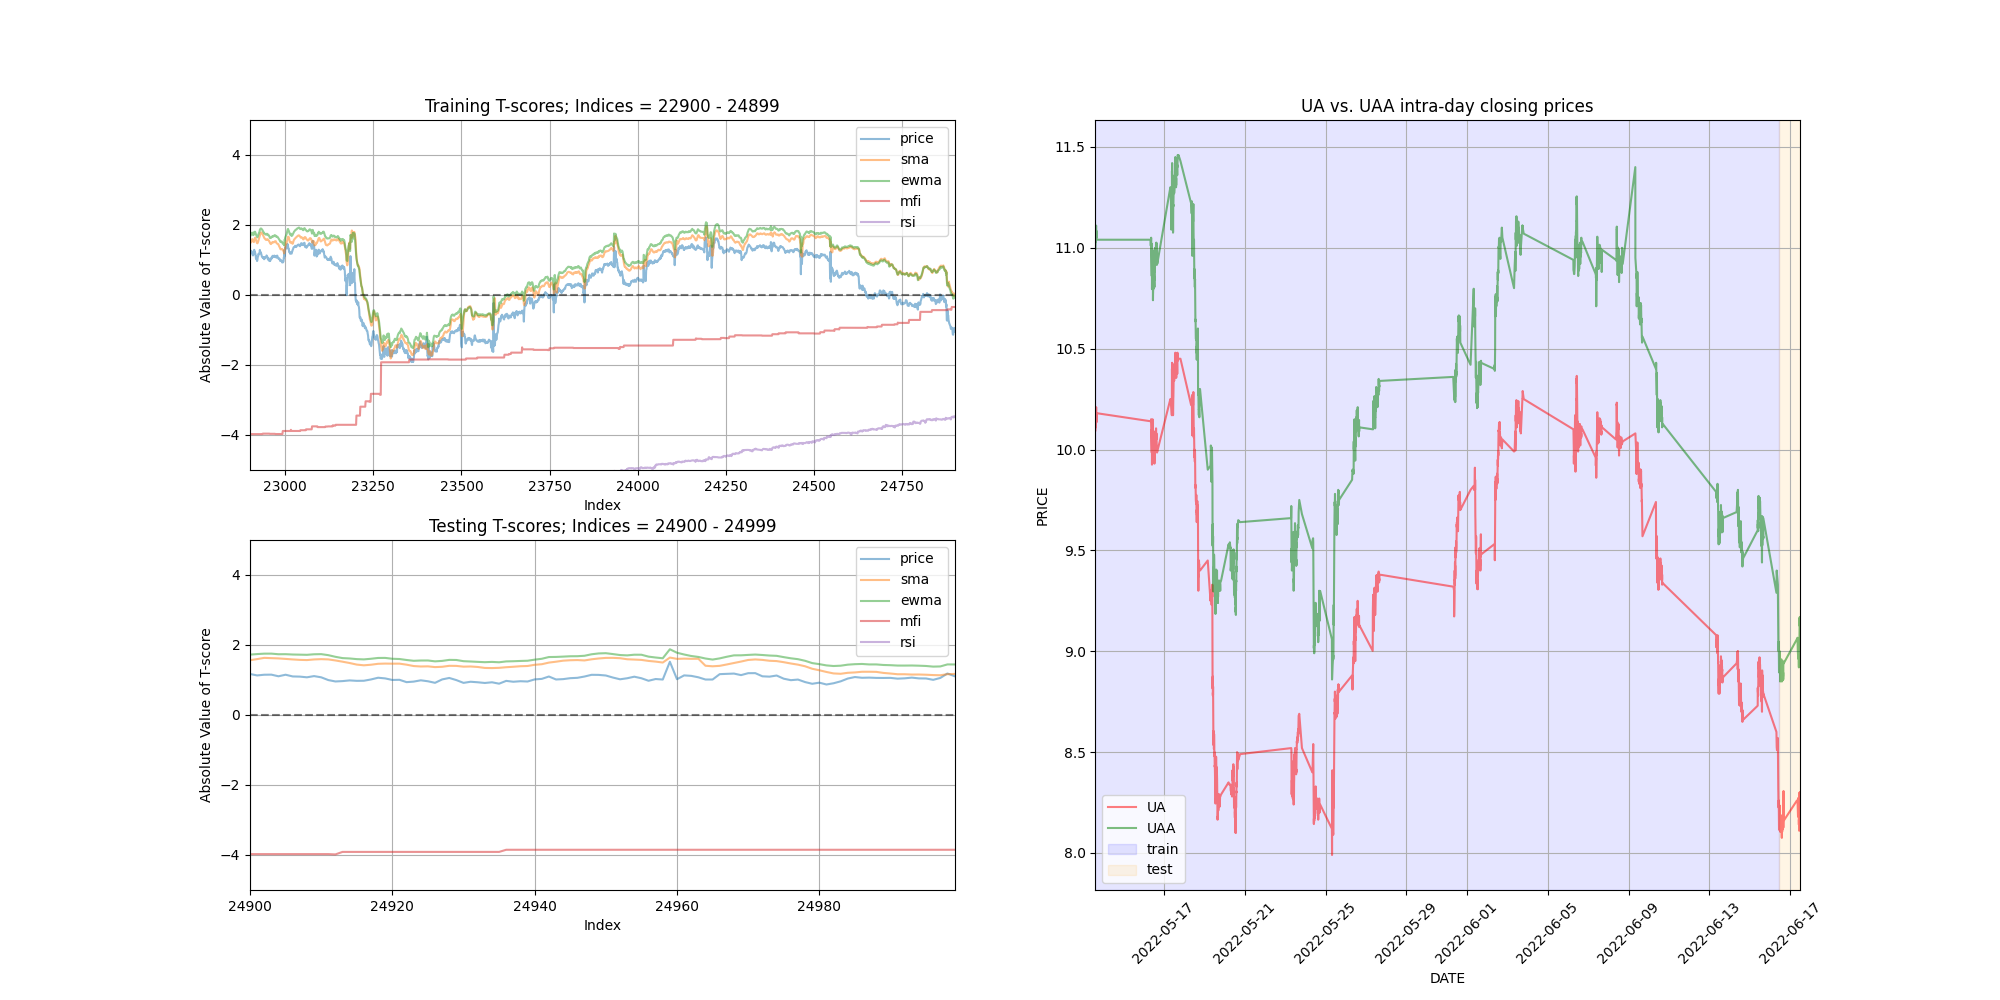 Training T-scores; Indices = 22900 - 24899
Absolute Value of T-score
4
2
0
−2
−4
price
sma
ewma
mfi
rsi
23000 23250 23500 23750 24000 24250 24500 24750
Index
Testing T-scores; Indices = 24900 - 24999
Absolute Value of T-score
4
2
0
−2
−4
price
sma
ewma
mfi
rsi
24900 24920 24940 24960 24980
Index
UA vs. UAA intra-day closing prices
PRICE
11.5
11.0
10.5
10.0
9.5
9.0
8.5
8.0
UA
UAA
train
test
2022-05-17 2022-05-21 2022-05-25 2022-05-29 2022-06-01 2022-06-05 2022-06-09 2022-06-13 2022-06-17
DATE